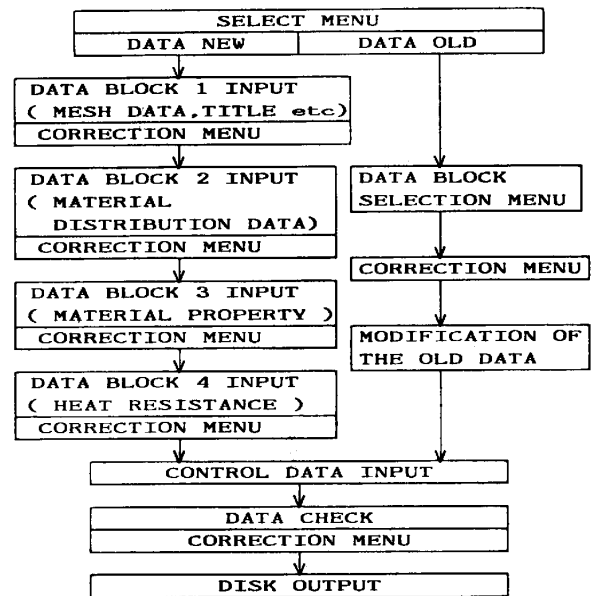 SELECT MENU
DATA NEW
DATA OLD
DATA BLOCK 1 INPUT
( MESH DATA,TITLE etc)
CORRECTION MENU
DATA BLOCK 2 INPUT
( MATERIAL
DISTRIBUTION DATA)
CORRECTION MENU
DATA BLOCK 3 INPUT
( MATERIAL PROPERTY )
CORRECTION MENU
DATA BLOCK 4 INPUT
( HEAT RESISTANCE )
CORRECTION MENU
DATA BLOCK
SELECTION MENU
CORRECTION MENU
MODIFICATION OF
THE OLD DATA
CONTROL DATA INPUT
DATA CHECK
CORRECTION MENU
DISK OUTPUT